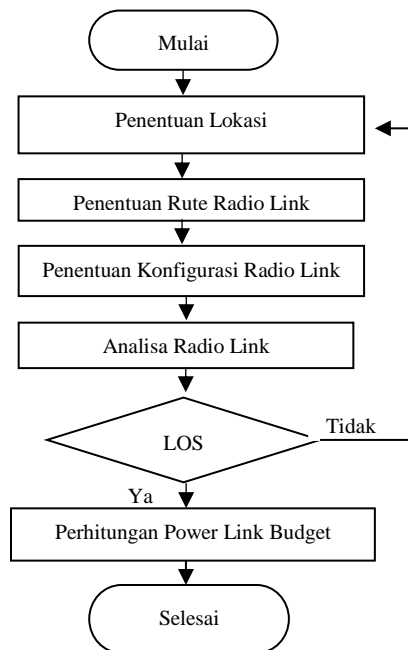 Mulai
Penentuan Lokasi
Penentuan Rute Radio Link
Penentuan Konfigurasi Radio Link
Analisa Radio Link
LOS
Tidak
Ya
Perhitungan Power Link Budget
Selesai